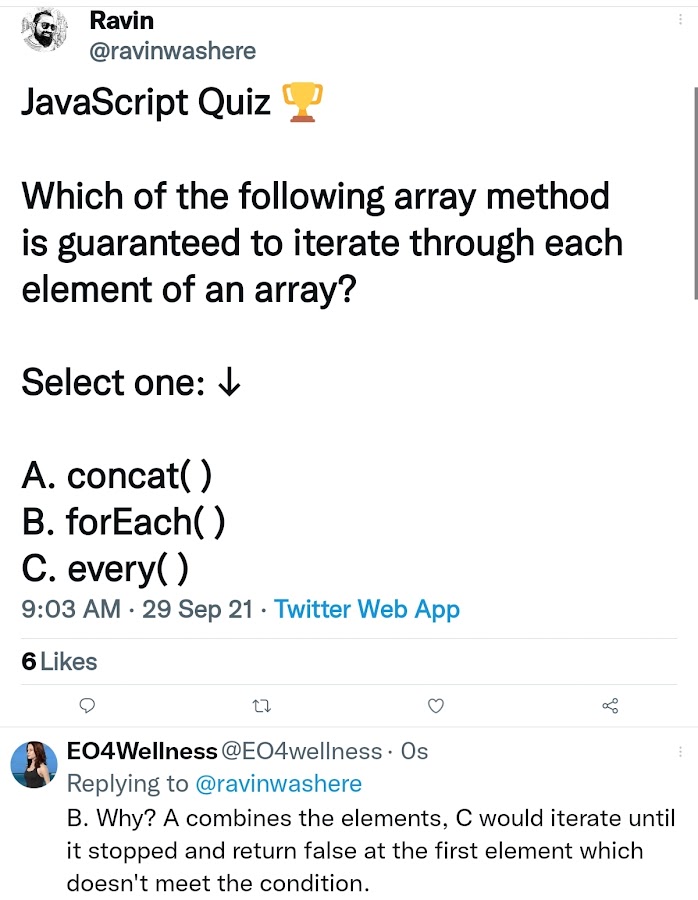 Ravin
@ravinwashere
JavaScript Quiz 🏆
Which of the following array method
is guaranteed to iterate through each
element of an array?
Select one: ↓
A. concat( )
B. forEach( )
C. every( )
9:03 AM · 29 Sep 21 · Twitter Web App
6 Likes
EO4Wellness @EO4wellness · 0s
Replying to @ravinwashere
B. Why? A combines the elements, C would iterate until
it stopped and return false at the first element which
doesn't meet the condition.